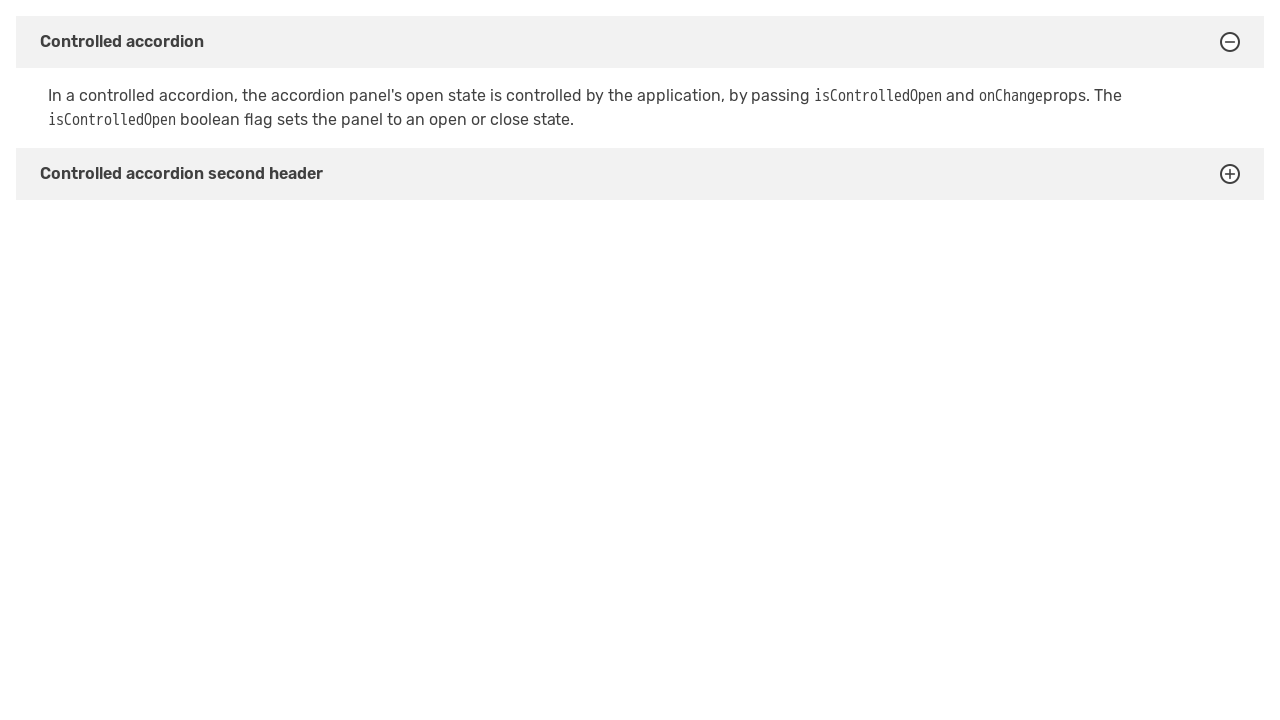 Controlled accordion
In a controlled accordion, the accordion panel's open state is controlled by the application, by passing isControlledOpen and onChangeprops. The
isControlledOpen boolean flag sets the panel to an open or close state.
Controlled accordion second header